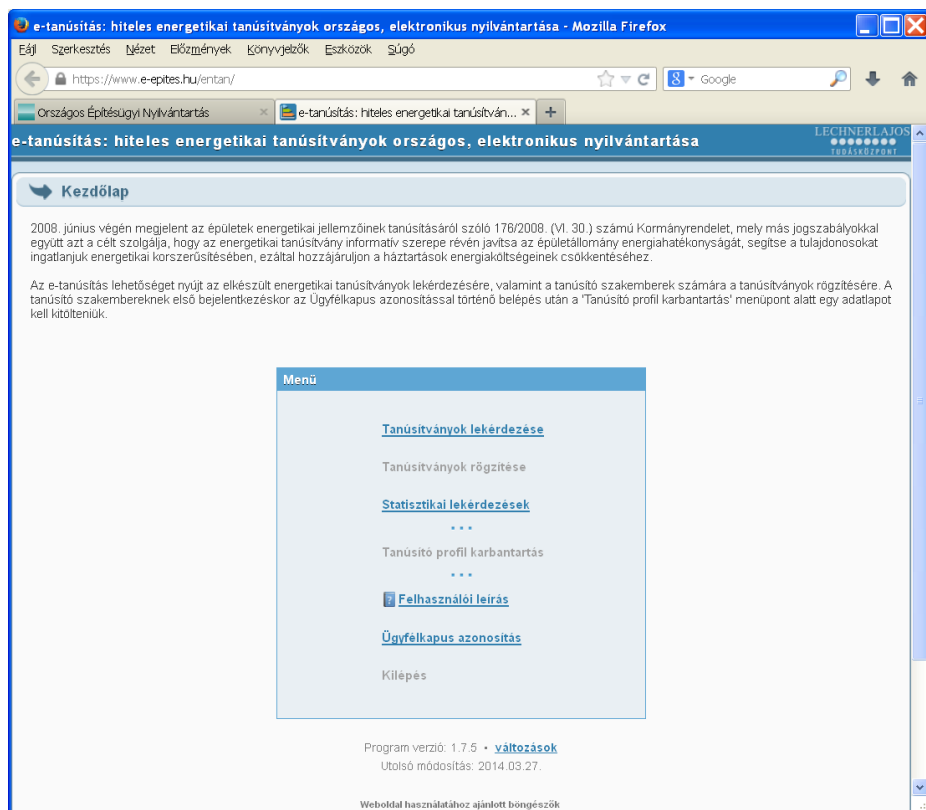 e-tanúsítás: hiteles energetikai tanúsítványok országos, elektronikus nyilvántartása - Mozilla Firefox
Fájl Szerkesztés Nézet Előzmények Könyvjelzők Eszközök Súgó
https://www.e-epites.hu/entan/
Google
Országos Építésügyi Nyilvántartás
e-tanúsítás: hiteles energetikai tanúsítván...
e-tanúsítás: hiteles energetikai tanúsítványok országos, elektronikus nyilvántartása
LECHNERLAJOS
TUDÁSKÖZPONT
Kezdőlap
2008. június végén megjelent az épületek energetikai jellemzőinek tanúsításáról szóló 176/2008. (VI. 30.) számú Kormányrendelet, mely más jogszabályokkal
együtt azt a célt szolgálja, hogy az energetikai tanúsítvány informatív szerepe révén javítsa az épületállomány energiahatékonyságát, segítse a tulajdonosokat
ingatlanjuk energetikai korszerűsítésében, ezáltal hozzájáruljon a háztartások energiaköltségeinek csökkentéséhez.
Az e-tanúsítás lehetőséget nyújt az elkészült energetikai tanúsítványok lekérdezésére, valamint a tanúsító szakemberek számára a tanúsítványok rögzítésére. A
tanúsító szakembereknek első bejelentkezéskor az Ügyfélkapus azonosítással történő belépés után a 'Tanúsító profil karbantartás' menüpont alatt egy adatlapot
kell kitölteniük.
Menü
Tanúsítványok lekérdezése
Tanúsítványok rögzítése
Statisztikai lekérdezések
Tanúsító profil karbantartás
Felhasználói leírás
Ügyfélkapus azonosítás
Kilépés
Program verzió: 1.7.5 • változások
Utolsó módosítás: 2014.03.27.
Weboldal használatához ajánlott böngészők